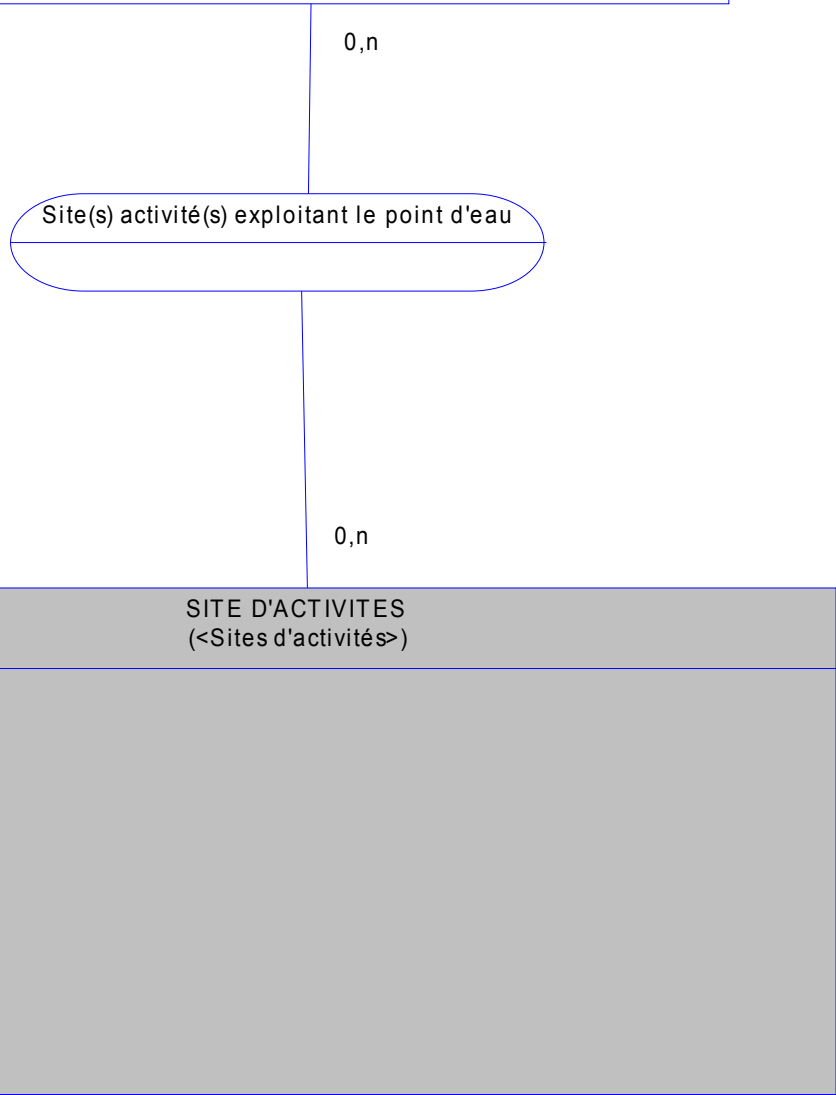 0,n
Site(s) activité(s) exploitant le point d'eau
0,n
SITE D'ACTIVITES
(<Sites d'activités>)